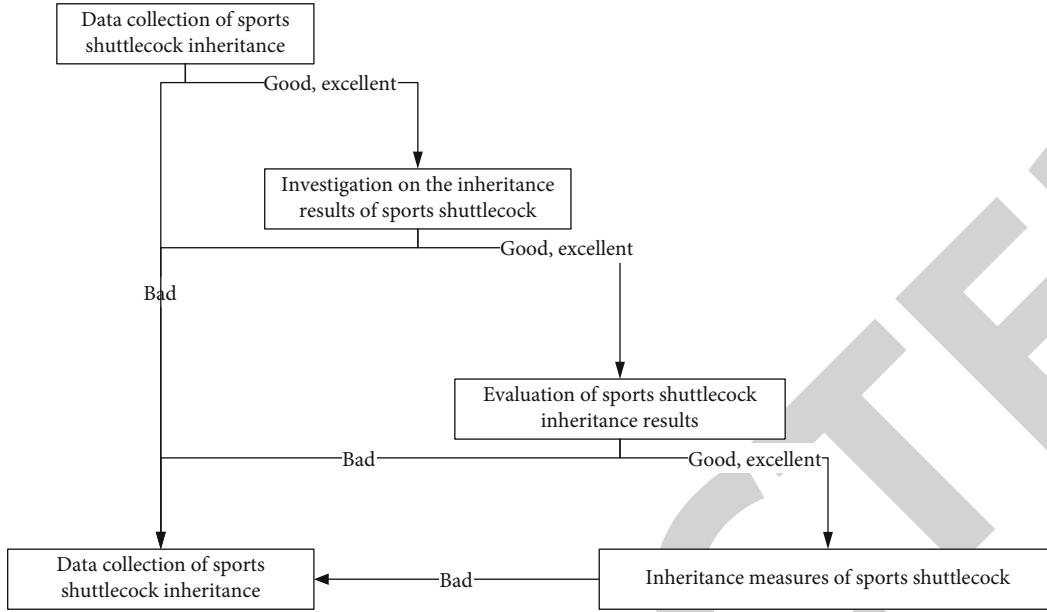 Data collection of sports
shuttlecock inheritance
Good, excellent
Investigation on the inheritance
results of sports shuttlecock
Good, excellent
Bad
Evaluation of sports shuttlecock
inheritance results
Bad
Good, excellent
Data collection of sports
shuttlecock inheritance
Bad
Inheritance measures of sports shuttlecock